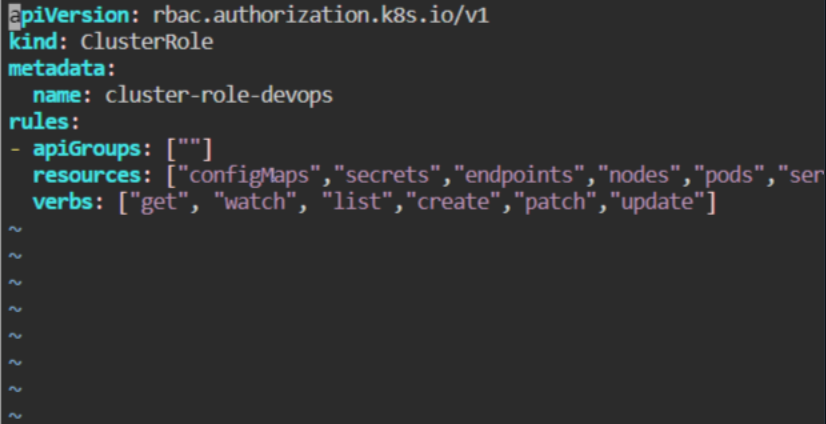 apiVersion: rbac.authorization.k8s.io/v1
kind: ClusterRole
metadata:
  name: cluster-role-devops
rules:
- apiGroups: [""]
  resources: ["configMaps","secrets","endpoints","nodes","pods","ser
  verbs: ["get", "watch", "list","create","patch","update"]
~
~
~
~
~
~
~
~